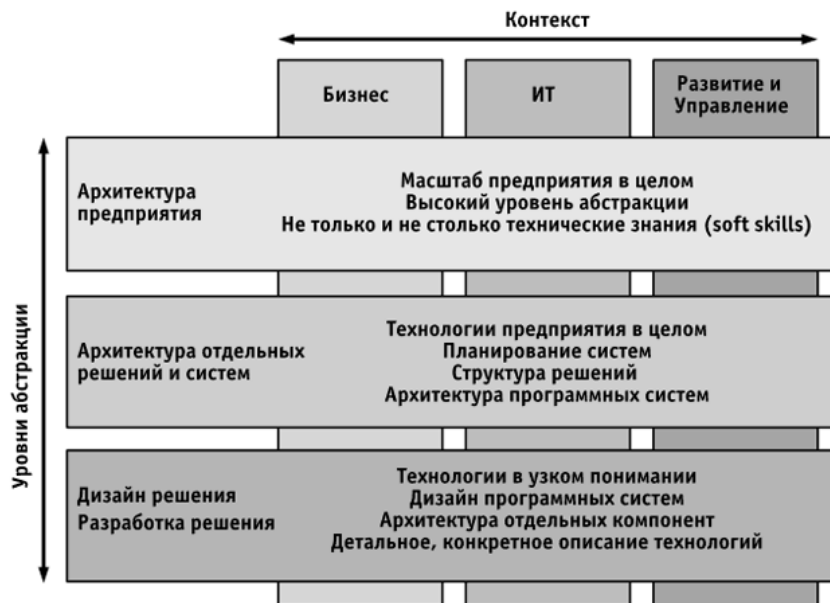 Контекст
Бизнес
ИТ
Развитие и
Управление
Уровни абстракции
Архитектура
предприятия
Масштаб предприятия в целом
Высокий уровень абстракции
Не только и не столько технические знания (soft skills)
Архитектура отдельных
решений и систем
Технологии предприятия в целом
Планирование систем
Структура решений
Архитектура программных систем
Дизайн решения
Разработка решения
Технологии в узком понимании
Дизайн программных систем
Архитектура отдельных компонент
Детальное, конкретное описание технологий